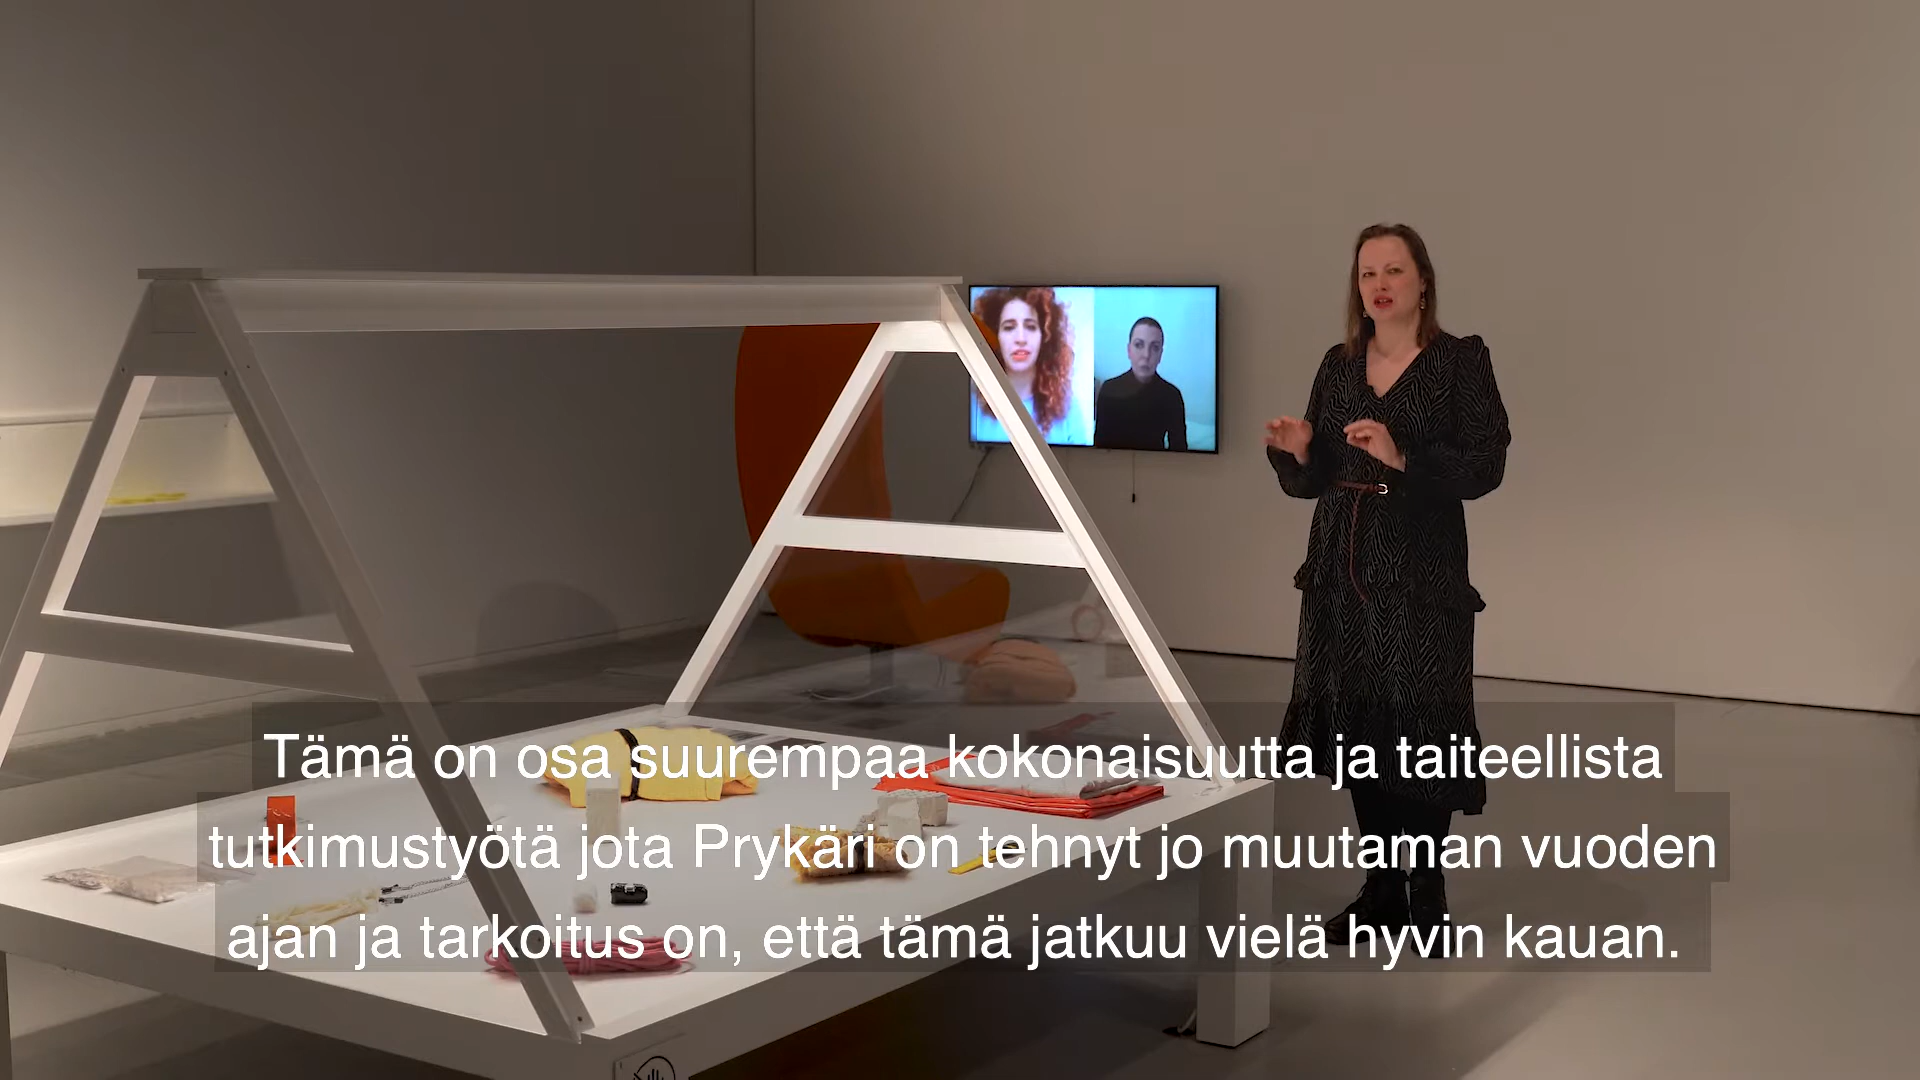 Tämä on osa suurempaa kokonaisuutta ja taiteellista
tutkimustyötä jota Prykäri on tehnyt jo muutaman vuoden
ajan ja tarkoitus on, että tämä jatkuu vielä hyvin kauan.